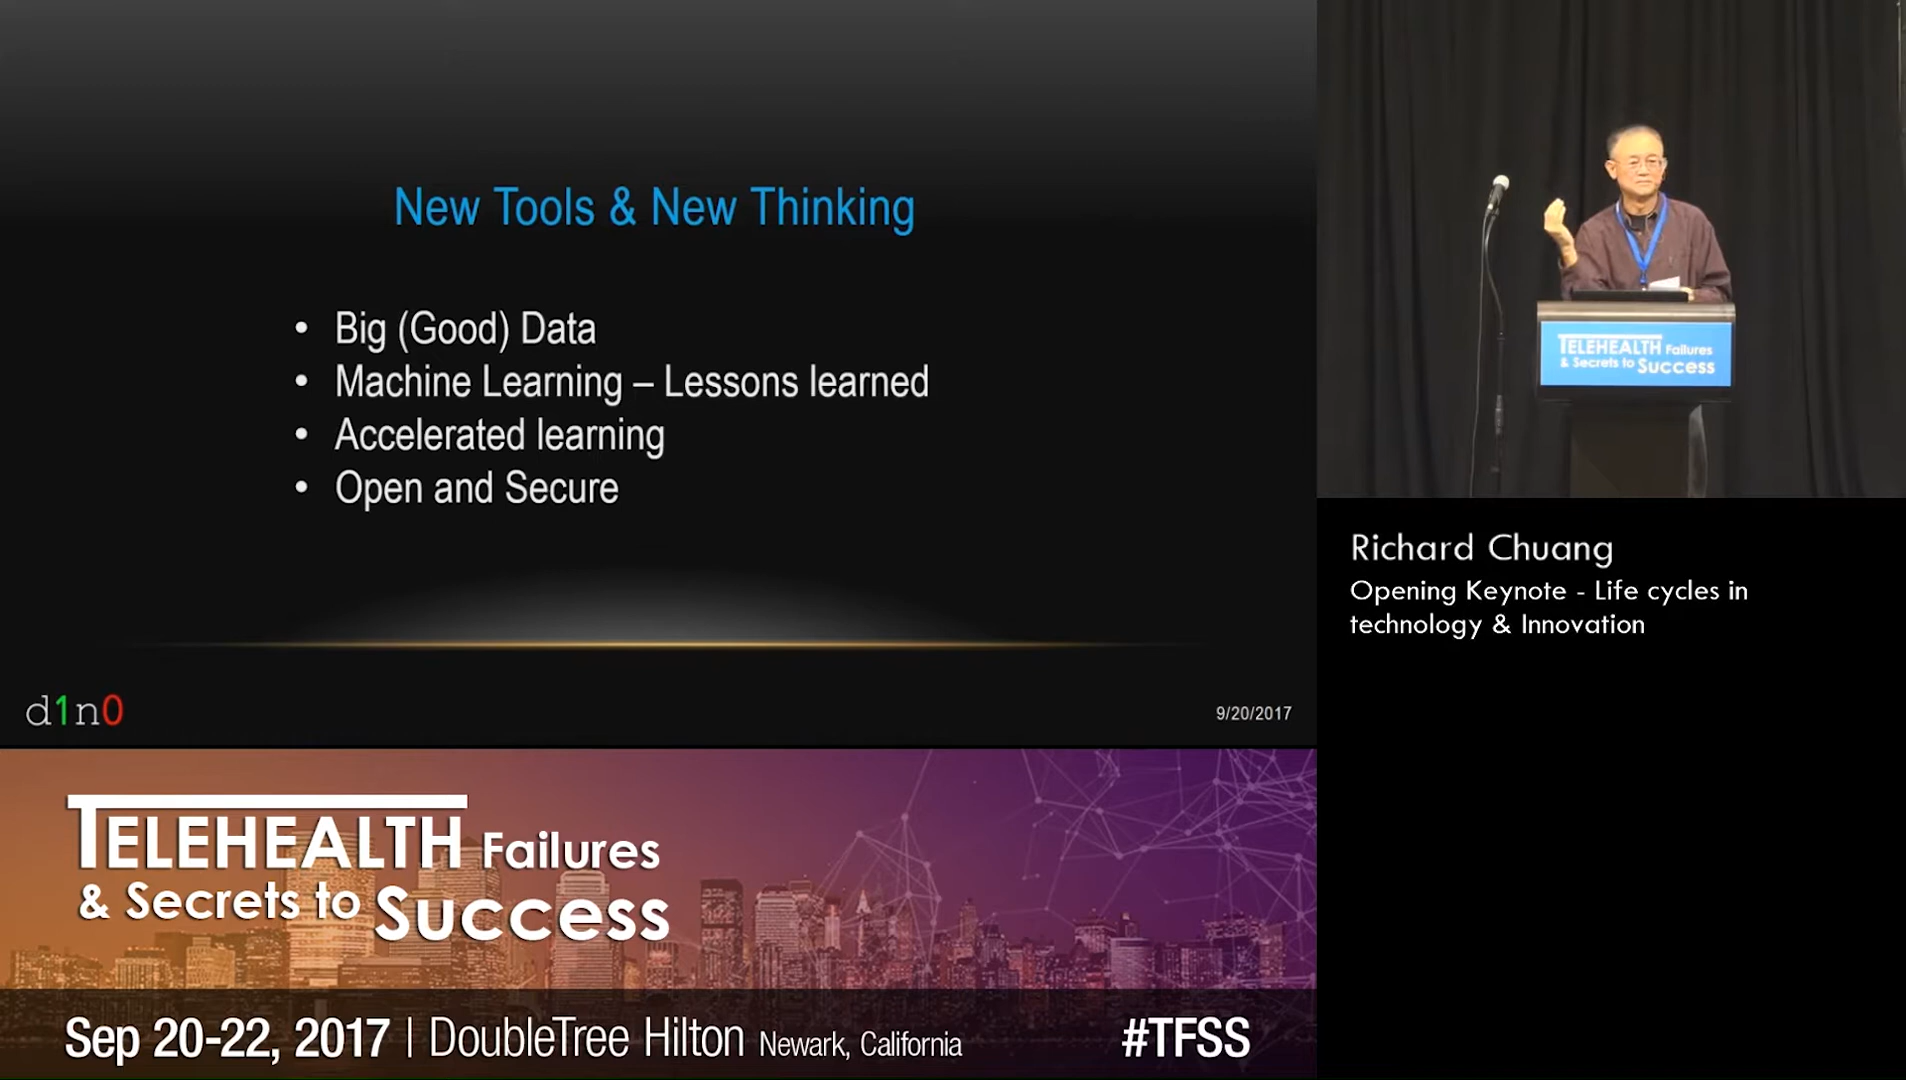 New Tools & New Thinking
• Big (Good) Data
• Machine Learning – Lessons learned
• Accelerated learning
• Open and Secure
d1n0
9/20/2017
TELEHEALTH Failures
& Secrets to Success
Richard Chuang
Opening Keynote - Life cycles in
technology & Innovation
TELEHEALTH Failures
& Secrets to Success
Sep 20-22, 2017 | DoubleTree Hilton Newark, California
#TFSS